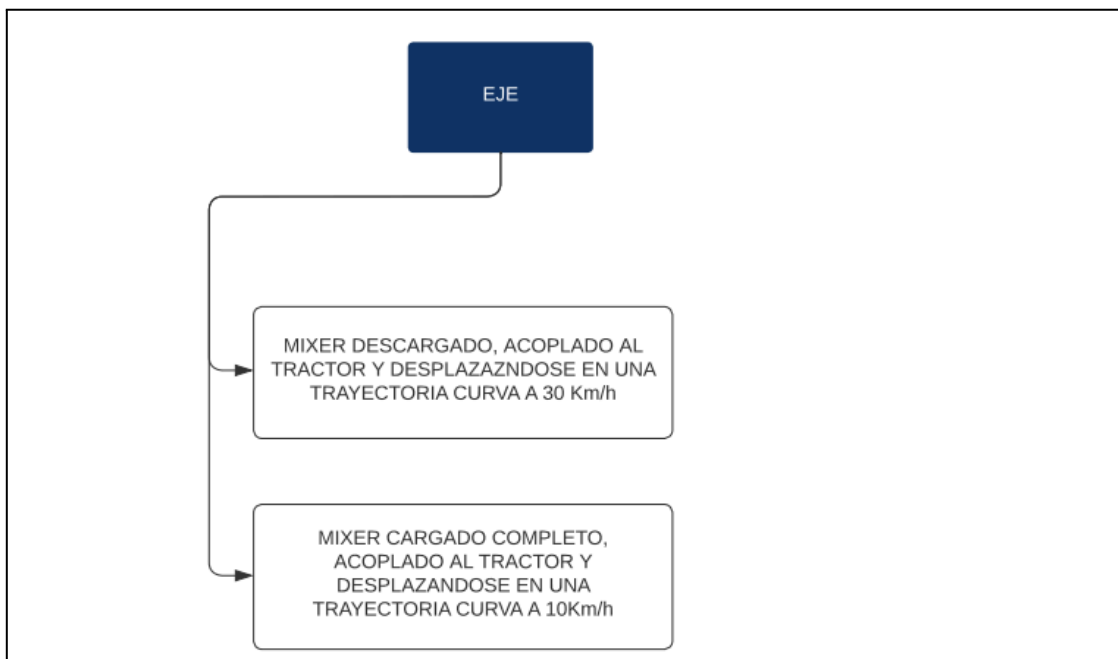 EJE
MIXER DESCARGADO, ACOPLADO AL
TRACTOR Y DESPLAZAZNDOSE EN UNA
TRAYECTORIA CURVA A 30 Km/h
MIXER CARGADO COMPLETO,
ACOPLADO AL TRACTOR Y
DESPLAZANDOSE EN UNA
TRAYECTORIA CURVA A 10Km/h